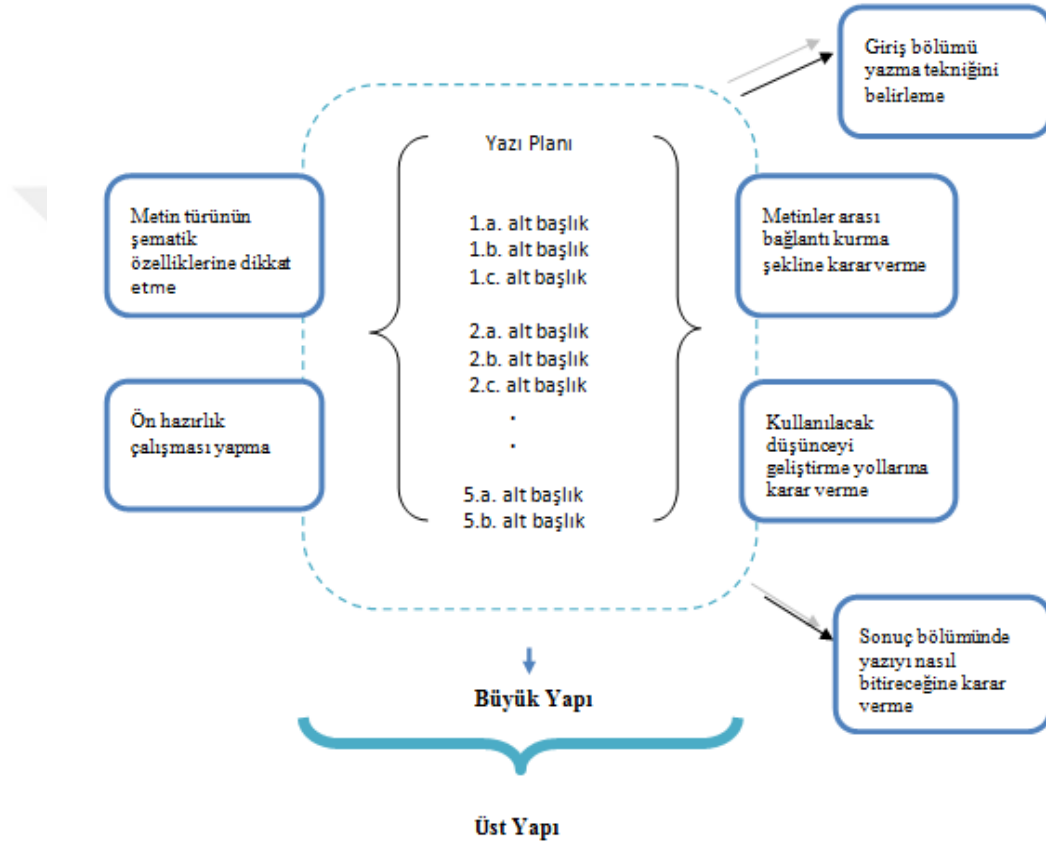 Giriş bölümü
yazma tekniğini
belirleme
Yazı Planı
Metin türünün
şematik
özelliklerine dikkat
etme
1.a. alt başlık
1.b. alt başlık
1.c. alt başlık
Metinler arası
bağlantı kurma
şekline karar verme
2.a. alt başlık
2.b. alt başlık
2.c. alt başlık
.
.
Ön hazırlık
çalışması yapma
Kullanılacak
düşünceyi
geliştirme yollarına
karar verme
5.a. alt başlık
5.b. alt başlık
Sonuç bölümünde
yazıyı nasıl
bitireceğine karar
verme
Büyük Yapı
Üst Yapı